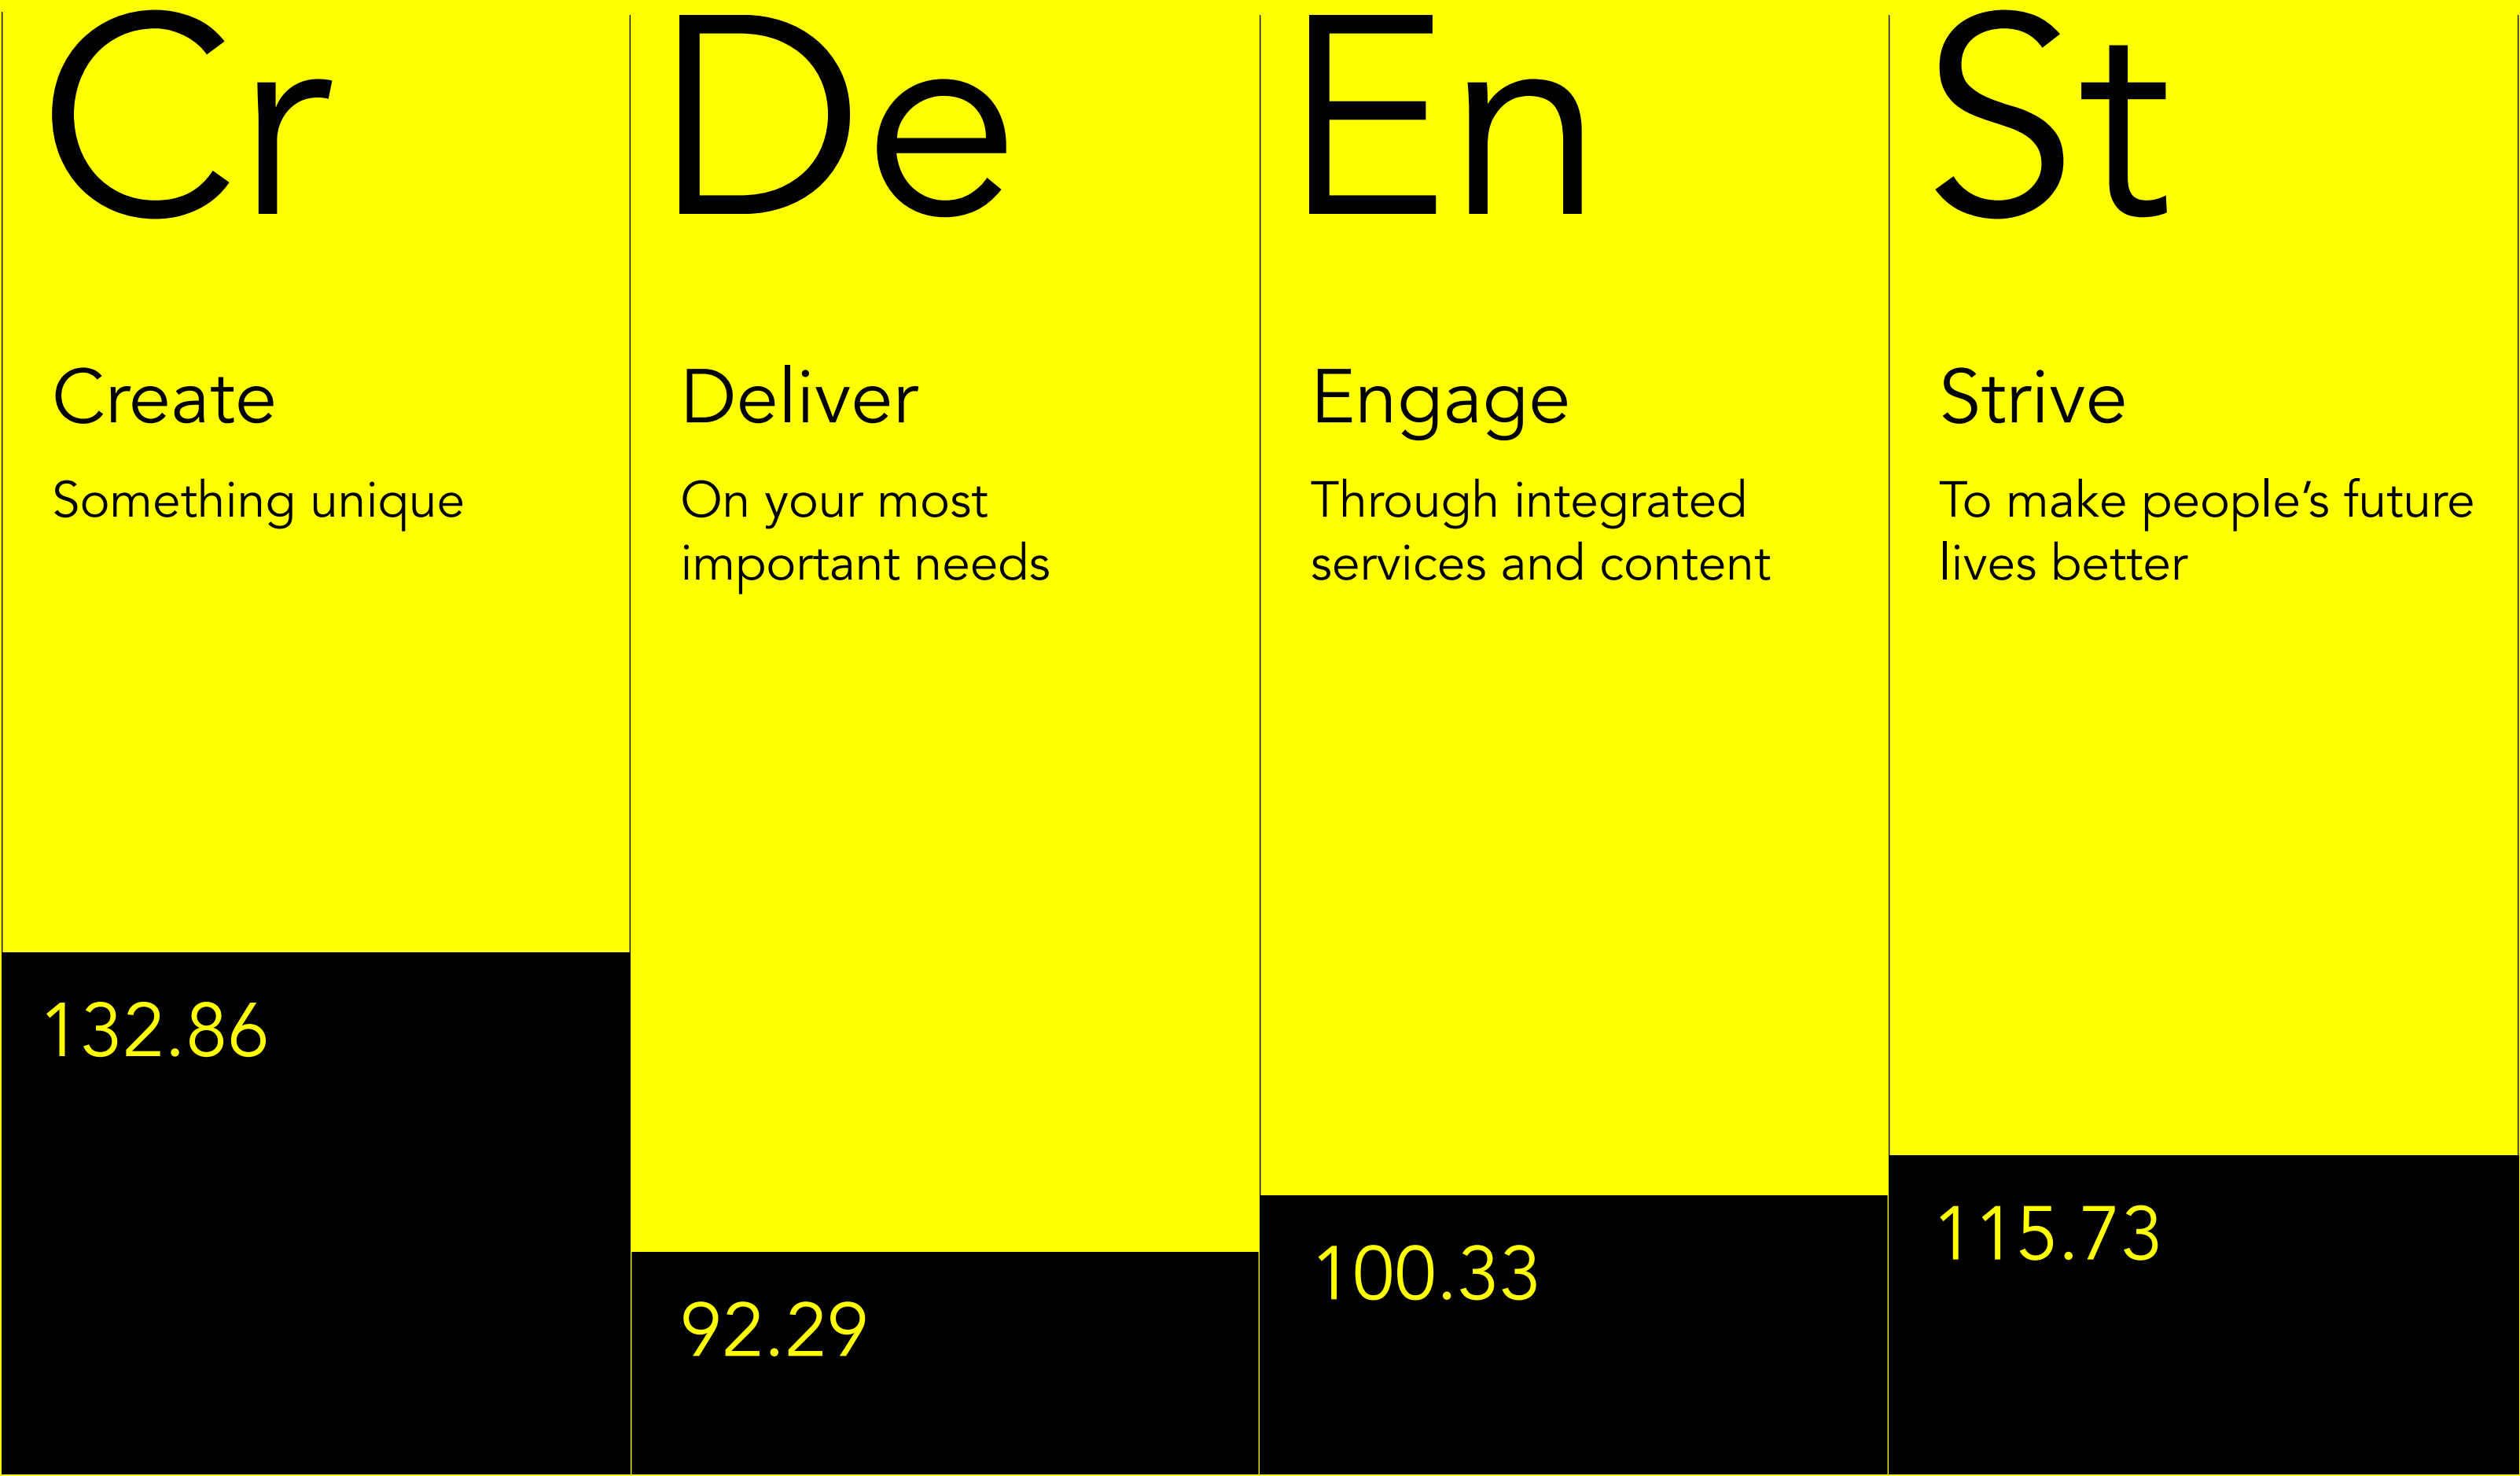 Cr
Create
Something unique
132.86
De
Deliver
On your most
important needs
92.29
En
Engage
Through integrated
services and content
100.33
St
Strive
To make people’s future
lives better
115.73